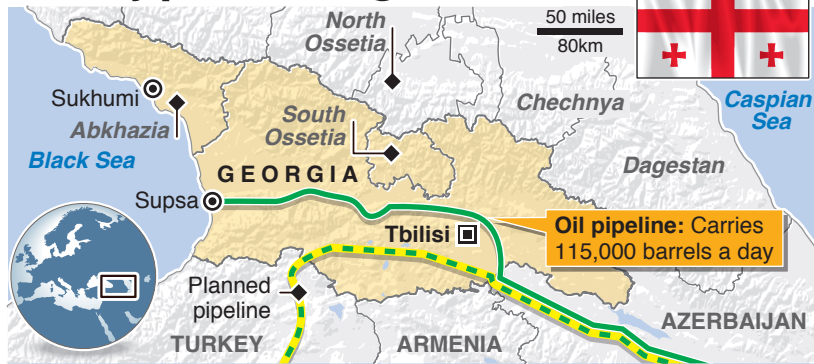 North
Ossetia
50 miles
80km
Sukhumi
Abkhazia
South
Ossetia
Chechnya
Caspian
Sea
Black Sea
Dagestan
GEORGIA
Supsa
Tbilisi
Oil pipeline: Carries
115,000 barrels a day
Planned
pipeline
TURKEY
ARMENIA
AZERBAIJAN